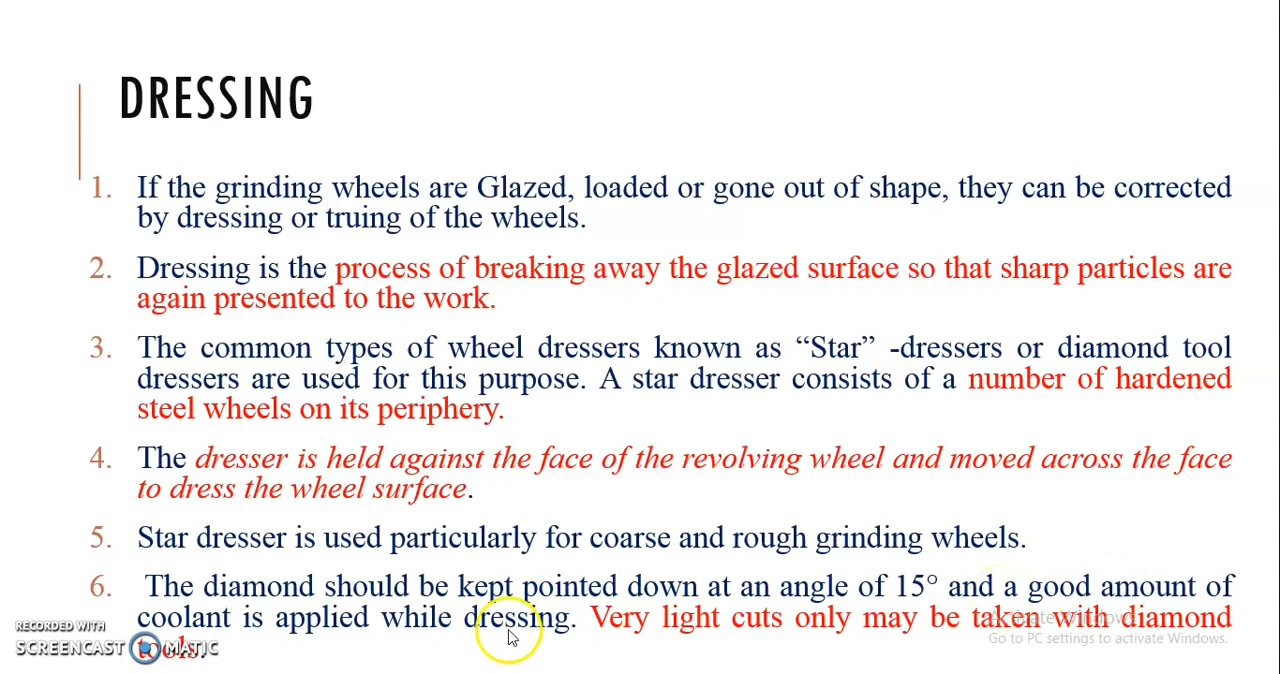 DRESSING
1. If the grinding wheels are Glazed, loaded or gone out of shape, they can be corrected
by dressing or truing of the wheels.
2. Dressing is the process of breaking away the glazed surface so that sharp particles are
again presented to the work.
3. The common types of wheel dressers known as “Star” -dressers or diamond tool
dressers are used for this purpose. A star dresser consists of a number of hardened
steel wheels on its periphery.
4. The dresser is held against the face of the revolving wheel and moved across the face
to dress the wheel surface.
5. Star dresser is used particularly for coarse and rough grinding wheels.
6. The diamond should be kept pointed down at an angle of 15° and a good amount of
coolant is applied while dressing. Very light cuts only may be taken with diamond
tools.
Activate Windows
Go to PC settings to activate Windows.
RECORDED WITH
SCREENCAST MATIC